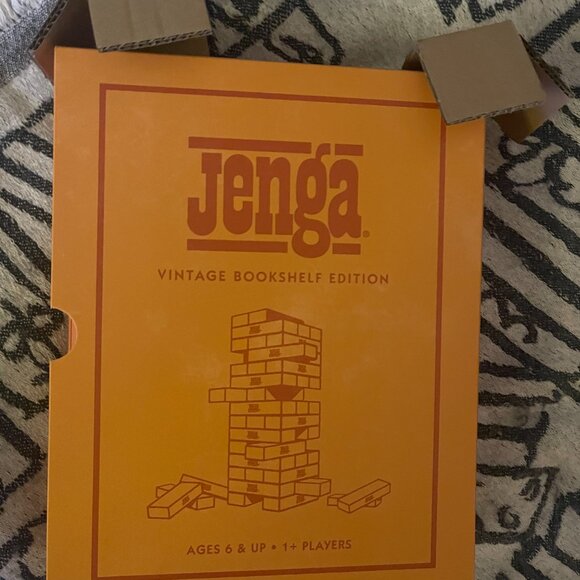 Jenga®
VINTAGE BOOKSHELF EDITION
AGES 6 & UP • 1+ PLAYERS